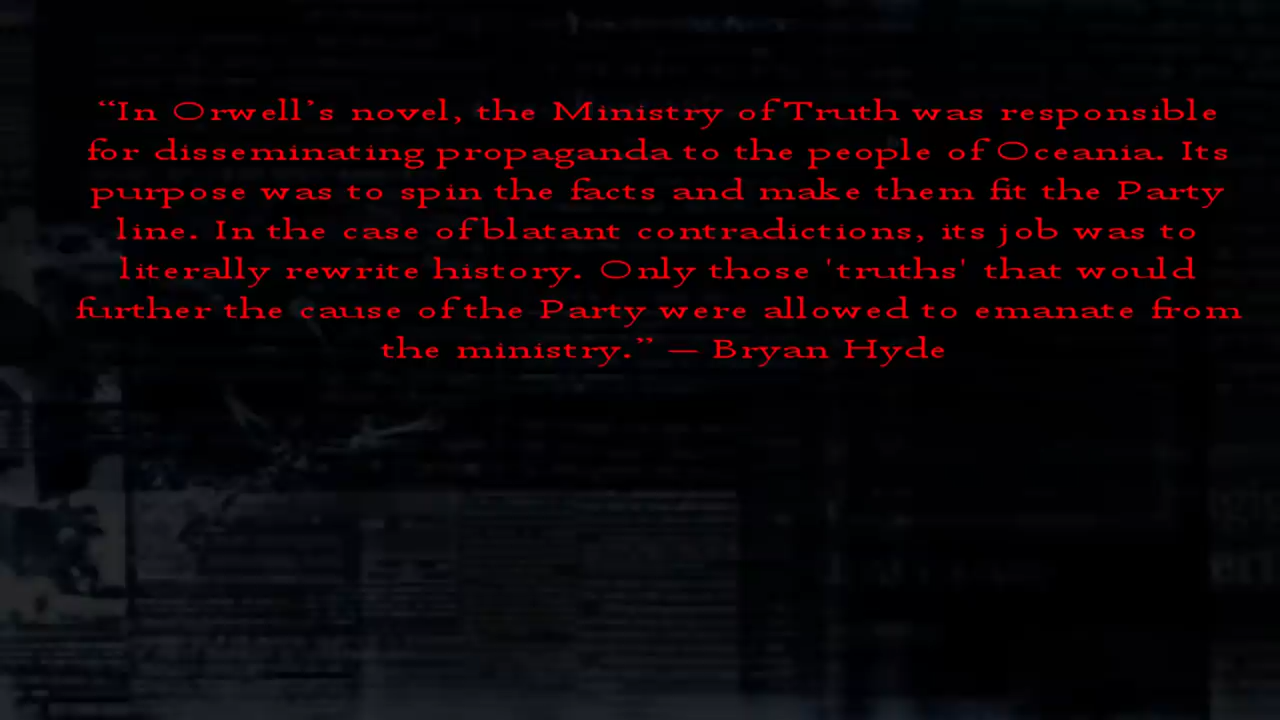 “In Orwell’s novel, the Ministry of Truth was responsible
for disseminating propaganda to the people of Oceania. Its
purpose was to spin the facts and make them fit the Party
line. In the case of blatant contradictions, its job was to
literally rewrite history. Only those 'truths' that would
further the cause of the Party were allowed to emanate from
the ministry.” — Bryan Hyde